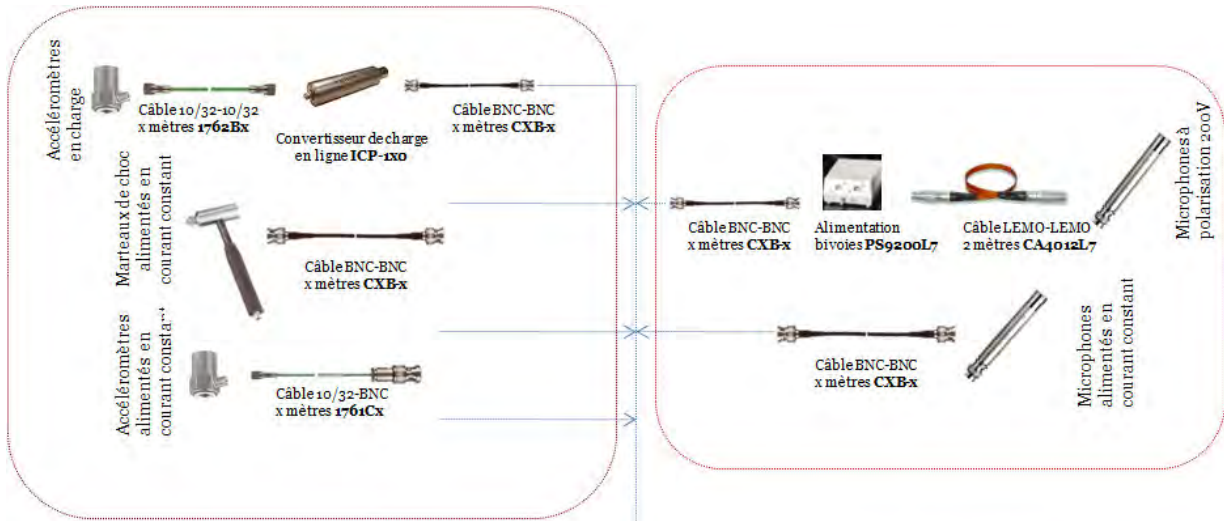 Accéléromètres
en charge
Câble 10/32-10/32
x mètres 1762Bx
Convertisseur de charge
en ligne ICP-1x0
Câble BNC-BNC
x mètres CXB-x
Marteaux de choc
alimentés en
courant constant
Câble BNC-BNC
x mètres CXB-x
Accéléromètres
alimentés en
Câble 10/32-BNC
x mètres 1761Cx
courant
Câble BNC-BNC
x mètres CXB-x
Alimentation
bivoies PS9200L7
Câble LEMO-LEMO
2 mètres CA4012L7
Microphones à
polarisation 200V
Câble BNC-BNC
x mètres CXB-x
Microphones
alimentés en
courant constant